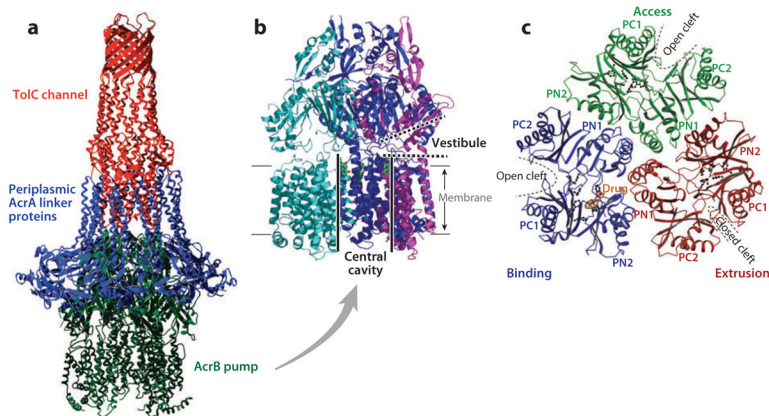 a
TolC channel
Periplasmic
AcrA linker
proteins
AcrB pump
b
Vestibule
Membrane
Central
cavity
c
Access
PC1
Open cleft
PC2
PN2
PN1
PC2
PN1
Open cleft
Drug
PC1
PN2
Binding
PN2
PN1
PC1
Closed cleft
PC2
Extrusion